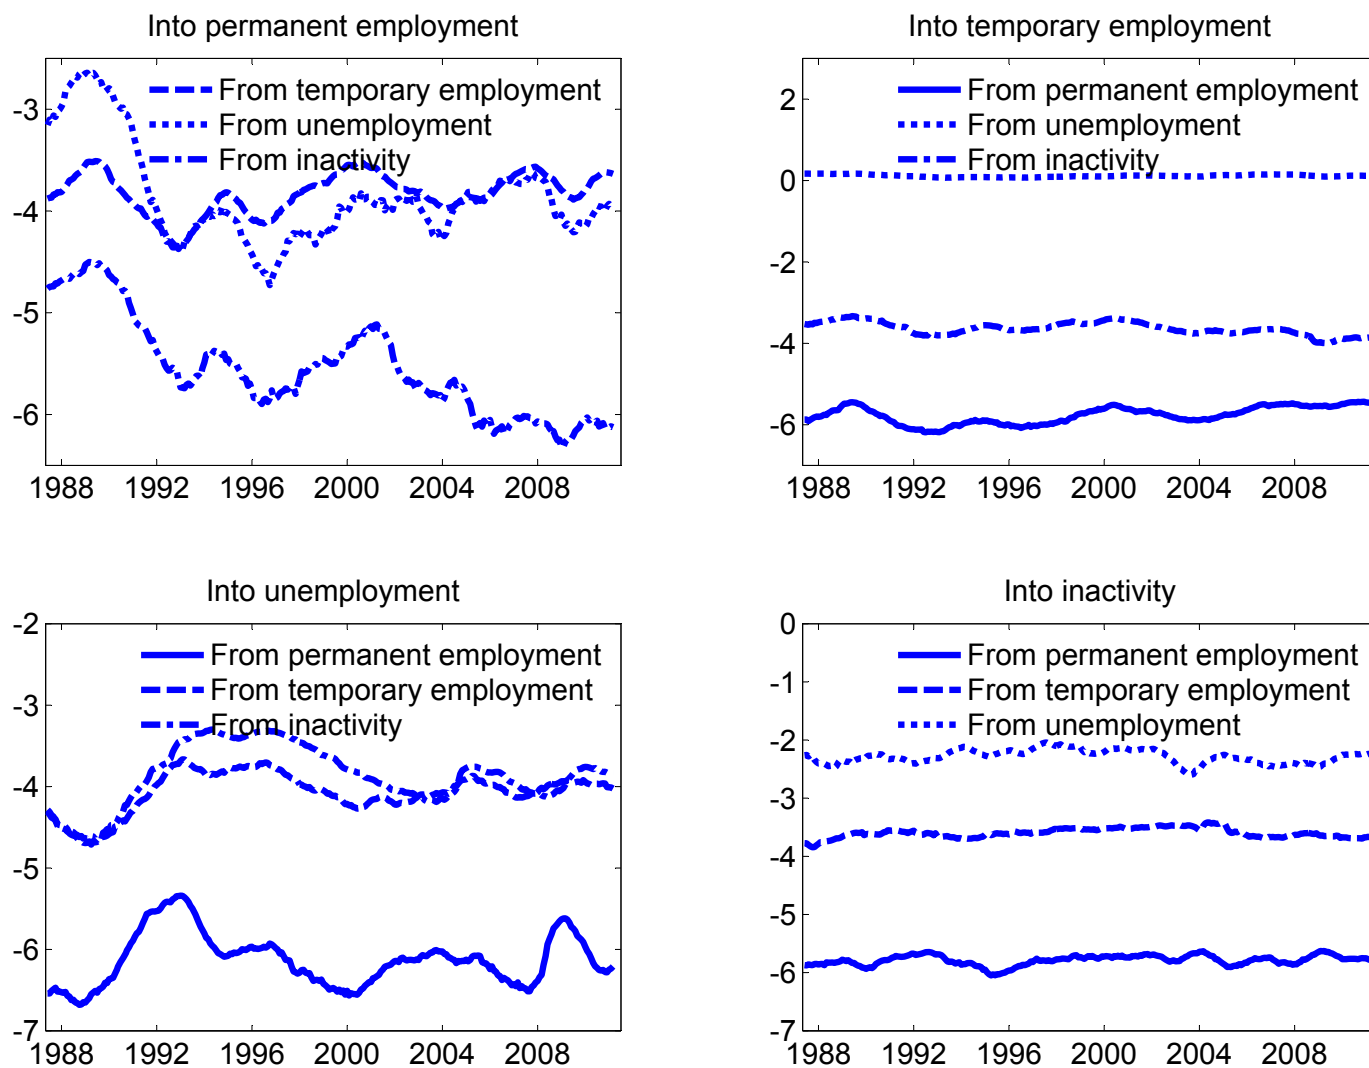 Into permanent employment
From temporary employment
From unemployment
From inactivity
-3
-4
-5
-6
1988 1992 1996 2000 2004 2008
Into temporary employment
From permanent employment
From unemployment
From inactivity
2
0
-2
-4
-6
1988 1992 1996 2000 2004 2008
Into unemployment
From permanent employment
From temporary employment
From inactivity
-2
-3
-4
-5
-6
-7
1988 1992 1996 2000 2004 2008
Into inactivity
From permanent employment
From temporary employment
From unemployment
0
-1
-2
-3
-4
-5
-6
-7
1988 1992 1996 2000 2004 2008